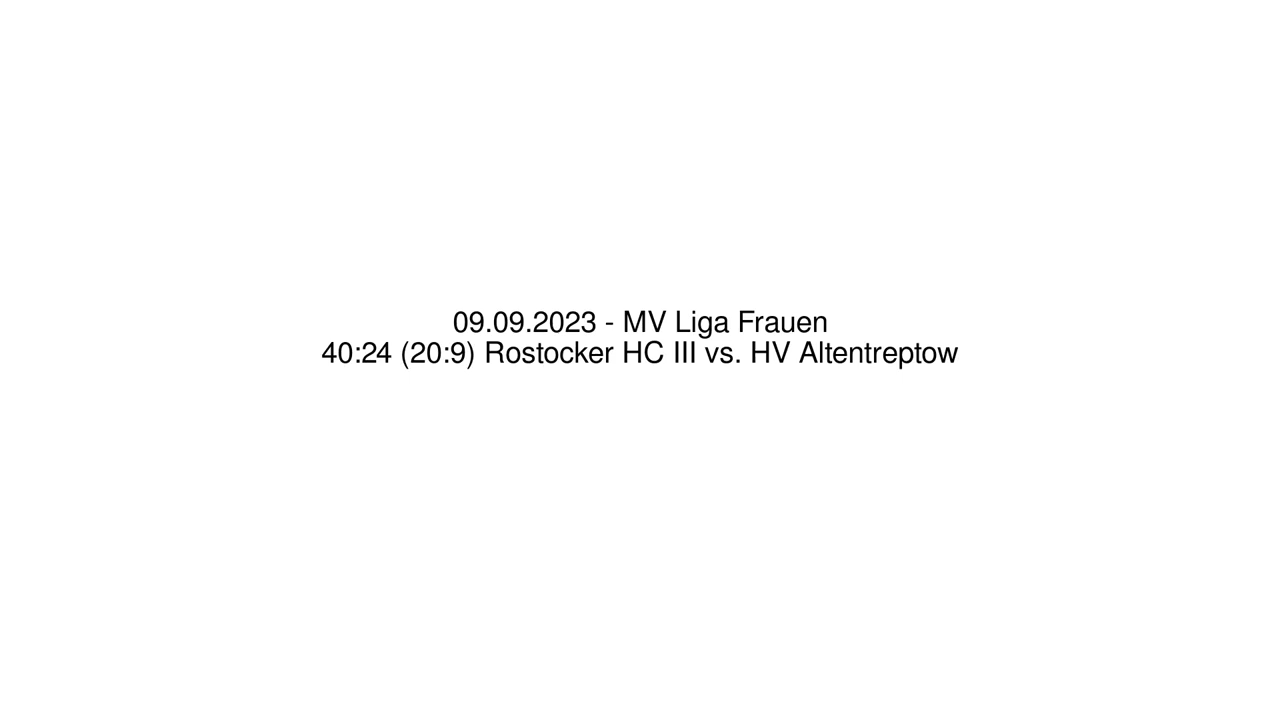 09.09.2023 - MV Liga Frauen
40:24 (20:9) Rostocker HC III vs. HV Altentreptow